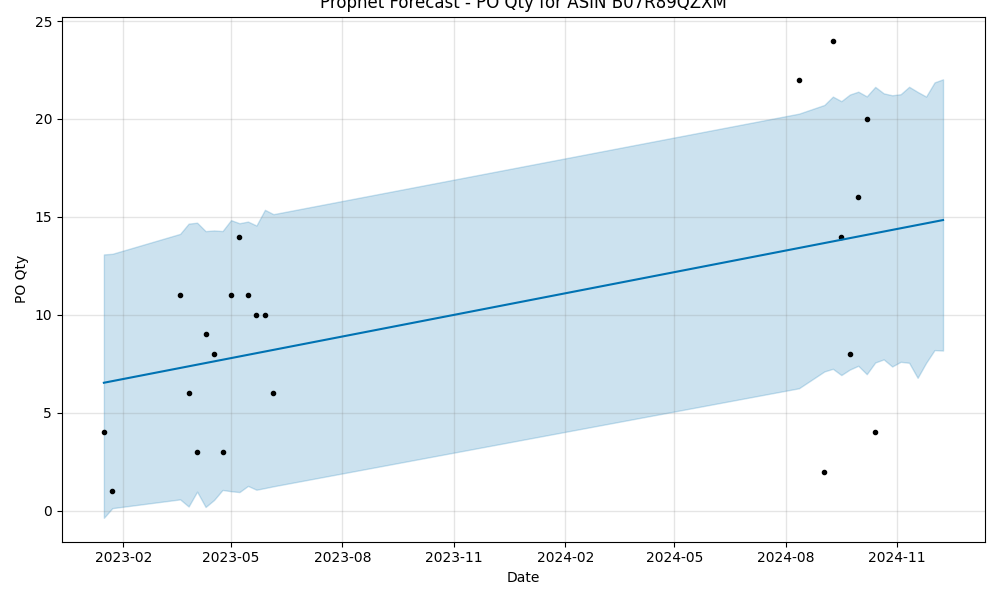 Prophet Forecast - PO Qty for ASIN B07R89QZXM
25
20
15
10
5
0
PO Qty
2023-02 2023-05 2023-08 2023-11 2024-02 2024-05 2024-08 2024-11
Date